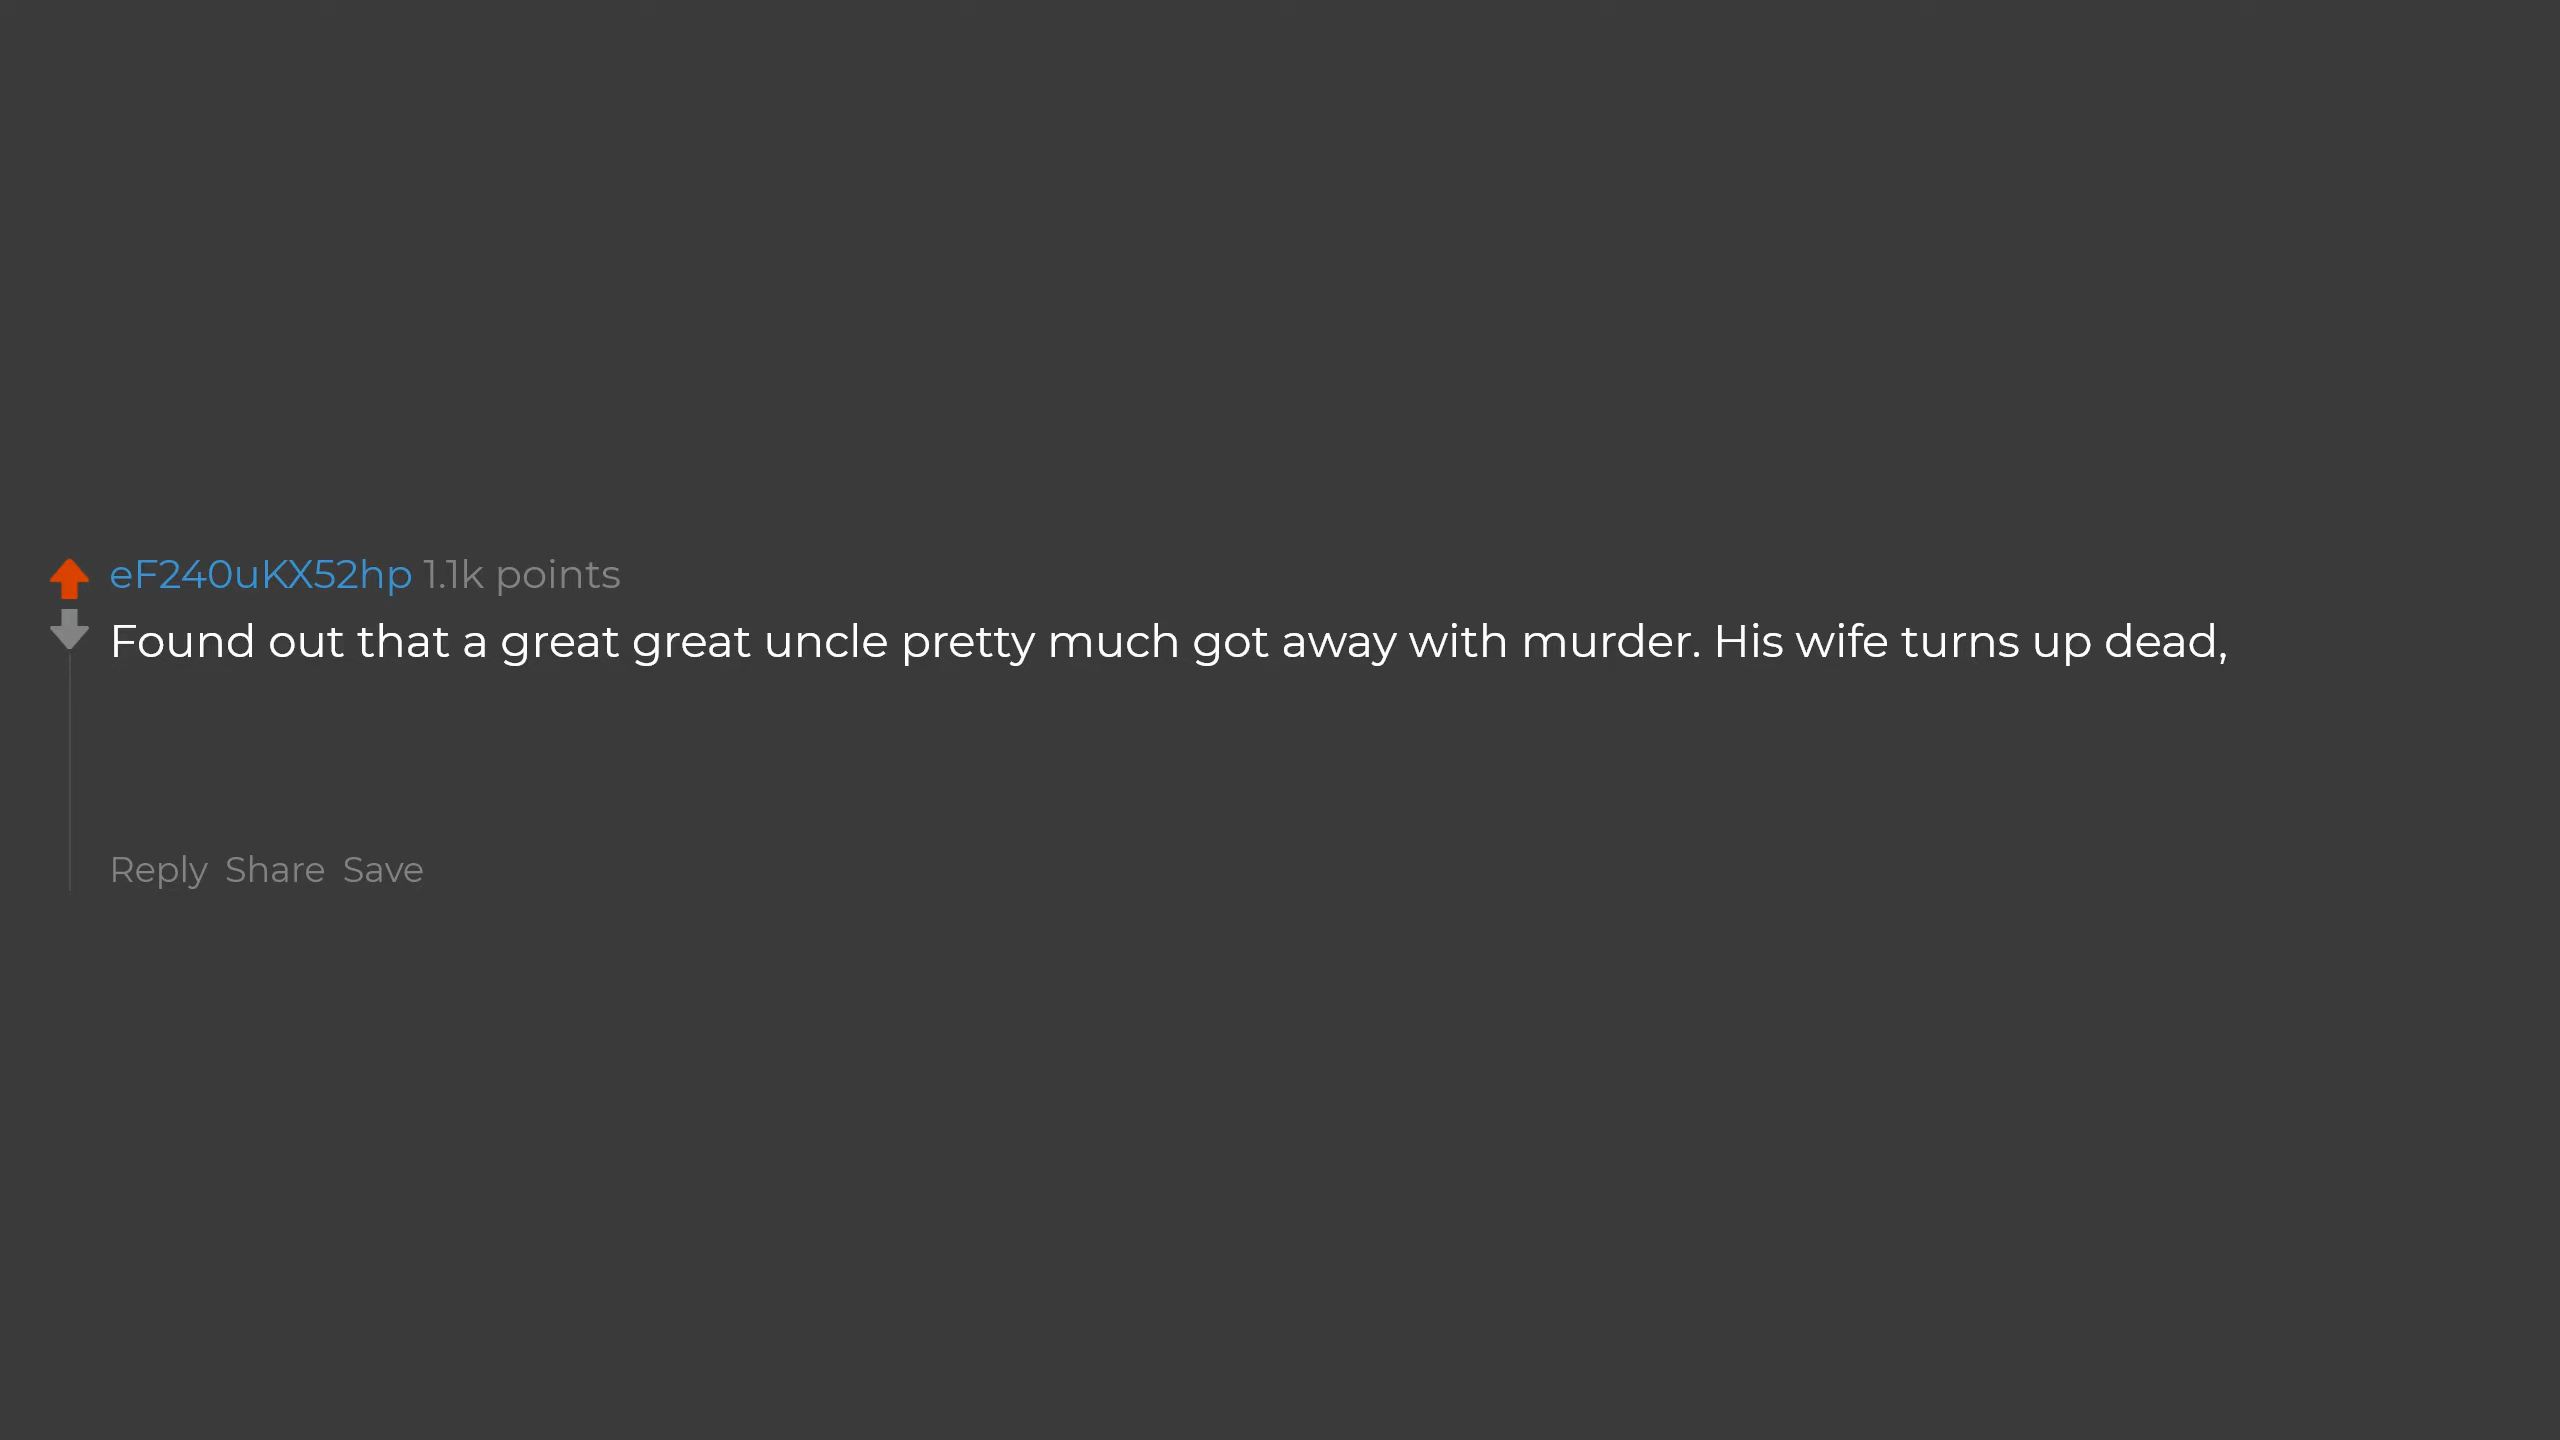 eF240uKX52hp 1.1k points
Found out that a great great uncle pretty much got away with murder. His wife turns up dead,
Reply Share Save